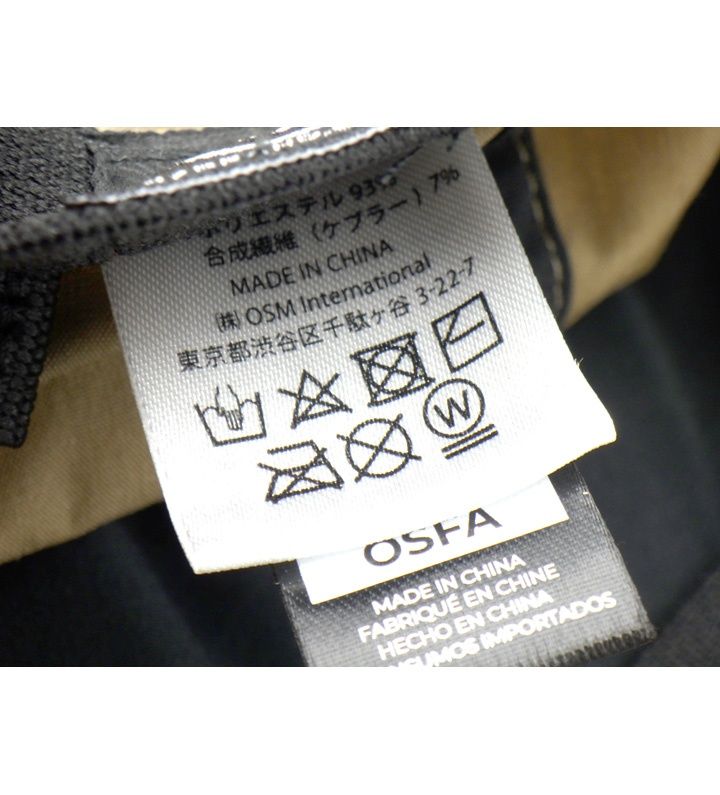 ポリエステル 93%
合成繊維（ケブラー）7%
MADE IN CHINA
㈱ OSM International
東京都渋谷区千駄ヶ谷 3-22-7
W
OSFA
MADE IN CHINA
FABRIQUÉ EN CHINE
HECHO EN CHINA
INSUMOS IMPORTADOS